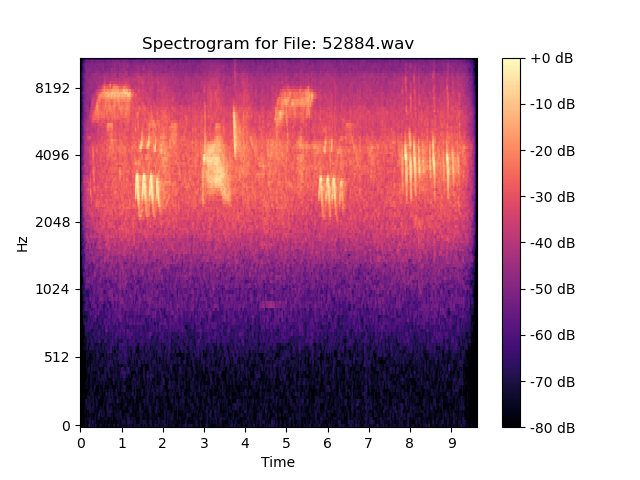 Spectrogram for File: 52884.wav
8192
4096
2048
1024
512
0
Hz
0 1 2 3 4 5 6 7 8 9
Time
+0 dB
-10 dB
-20 dB
-30 dB
-40 dB
-50 dB
-60 dB
-70 dB
-80 dB